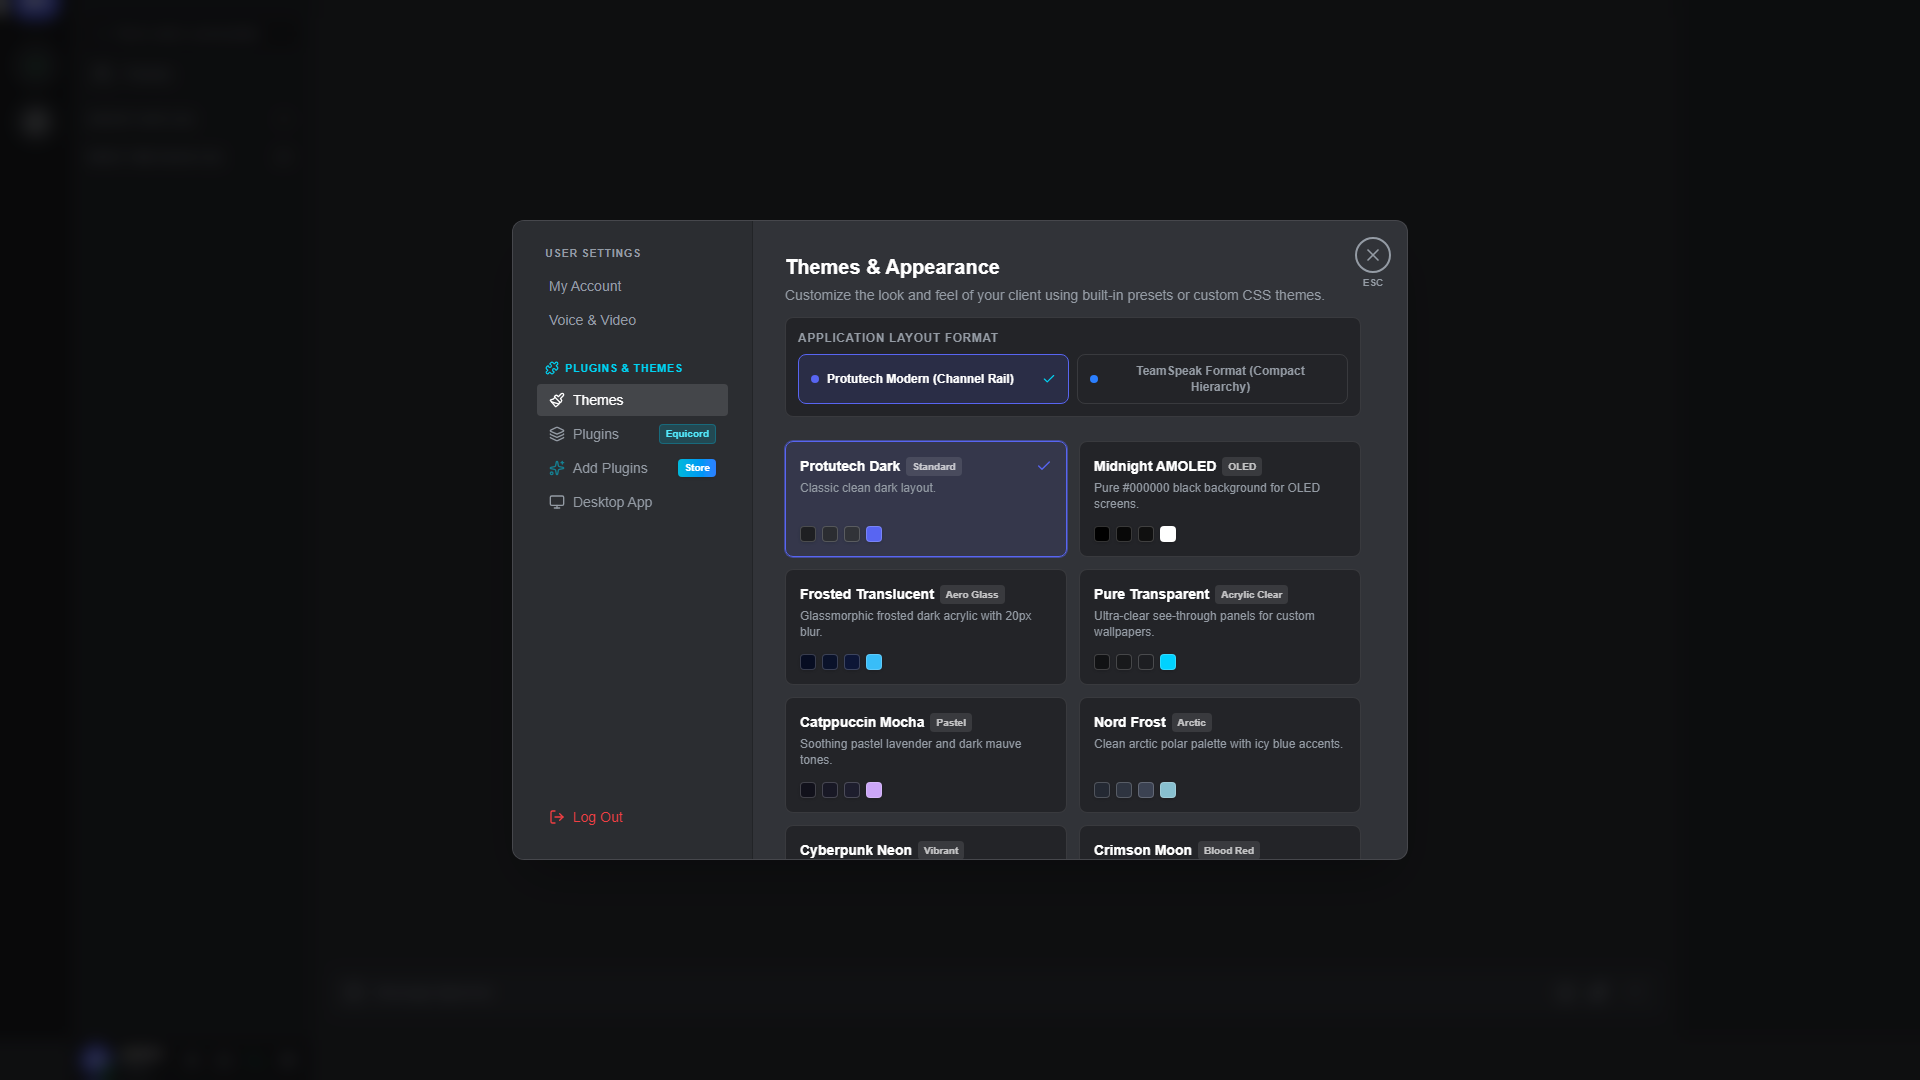 USER SETTINGS
My Account
Voice & Video
PLUGINS & THEMES
Themes
Plugins
Equicord
Add Plugins
Store
Desktop App
Log Out
Themes & Appearance
Customize the look and feel of your client using built-in presets or custom CSS themes.
ESC
APPLICATION LAYOUT FORMAT
Protutech Modern (Channel Rail)
TeamSpeak Format (Compact
Hierarchy)
Protutech Dark Standard
Classic clean dark layout.
Midnight AMOLED OLED
Pure #000000 black background for OLED
screens.
Frosted Translucent Aero Glass
Glassmorphic frosted dark acrylic with 20px
blur.
Pure Transparent Acrylic Clear
Ultra-clear see-through panels for custom
wallpapers.
Catppuccin Mocha Pastel
Soothing pastel lavender and dark mauve
tones.
Nord Frost Arctic
Clean arctic polar palette with icy blue accents.
Cyberpunk Neon Vibrant
Crimson Moon Blood Red